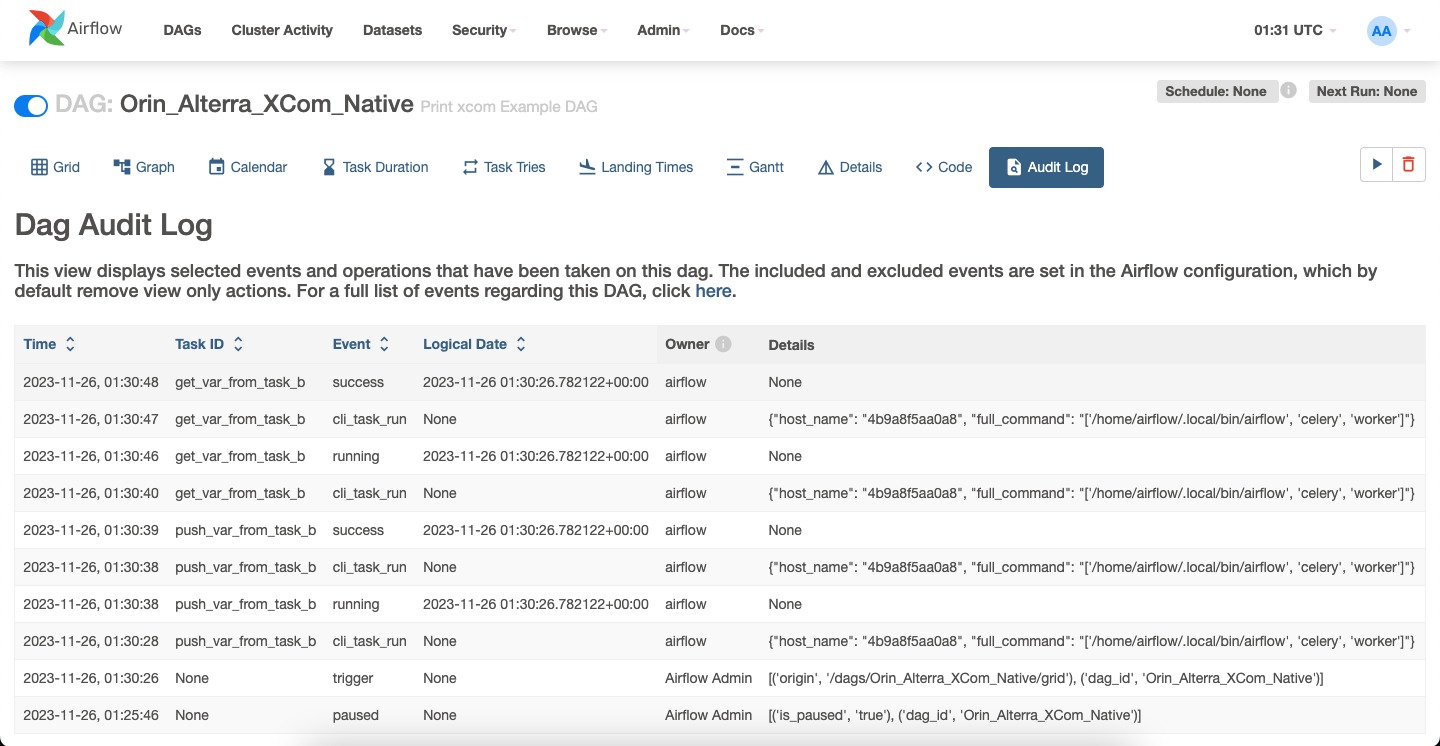 Airflow DAGs Cluster Activity Datasets Security Browse Admin Docs 01:31 UTC AA
DAG: Orin_Alterra_XCom_Native Print xcom Example DAG Schedule: None Next Run: None
Grid Graph Calendar Task Duration Task Tries Landing Times Gantt Details Code Audit Log
Dag Audit Log
This view displays selected events and operations that have been taken on this dag. The included and excluded events are set in the Airflow configuration, which by
default remove view only actions. For a full list of events regarding this DAG, click here.
Time Task ID Event Logical Date Owner Details
2023-11-26, 01:30:48 get_var_from_task_b success 2023-11-26 01:30:26.782122+00:00 airflow None
2023-11-26, 01:30:47 get_var_from_task_b cli_task_run None airflow {"host_name": "4b9a8f5aa0a8", "full_command": "['/home/airflow/.local/bin/airflow', 'celery', 'worker']"}
2023-11-26, 01:30:46 get_var_from_task_b running 2023-11-26 01:30:26.782122+00:00 airflow None
2023-11-26, 01:30:40 get_var_from_task_b cli_task_run None airflow {"host_name": "4b9a8f5aa0a8", "full_command": "['/home/airflow/.local/bin/airflow', 'celery', 'worker']"}
2023-11-26, 01:30:39 push_var_from_task_b success 2023-11-26 01:30:26.782122+00:00 airflow None
2023-11-26, 01:30:38 push_var_from_task_b cli_task_run None airflow {"host_name": "4b9a8f5aa0a8", "full_command": "['/home/airflow/.local/bin/airflow', 'celery', 'worker']"}
2023-11-26, 01:30:38 push_var_from_task_b running 2023-11-26 01:30:26.782122+00:00 airflow None
2023-11-26, 01:30:28 push_var_from_task_b cli_task_run None airflow {"host_name": "4b9a8f5aa0a8", "full_command": "['/home/airflow/.local/bin/airflow', 'celery', 'worker']"}
2023-11-26, 01:30:26 None trigger None Airflow Admin [('origin', '/dags/Orin_Alterra_XCom_Native/grid'), ('dag_id', 'Orin_Alterra_XCom_Native')]
2023-11-26, 01:25:46 None paused None Airflow Admin [('is_paused', 'true'), ('dag_id', 'Orin_Alterra_XCom_Native')]